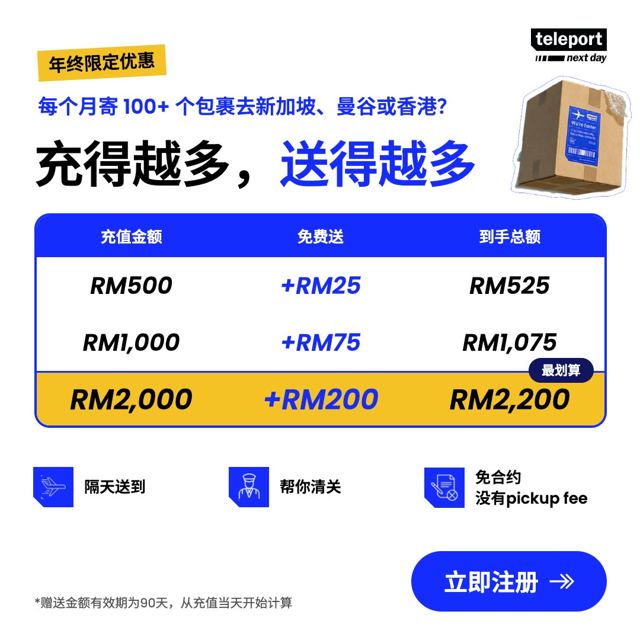 teleport
next day
年终限定优惠
每个月寄 100+ 个包裹去新加坡、曼谷或香港？
充得越多，送得越多
充值金额 免费送 到手总额
RM500 +RM25 RM525
RM1,000 +RM75 RM1,075
最划算
RM2,000 +RM200 RM2,200
隔天送到
帮你清关
免合约
没有pickup fee
立即注册
*赠送金额有效期为90天，从充值当天开始计算